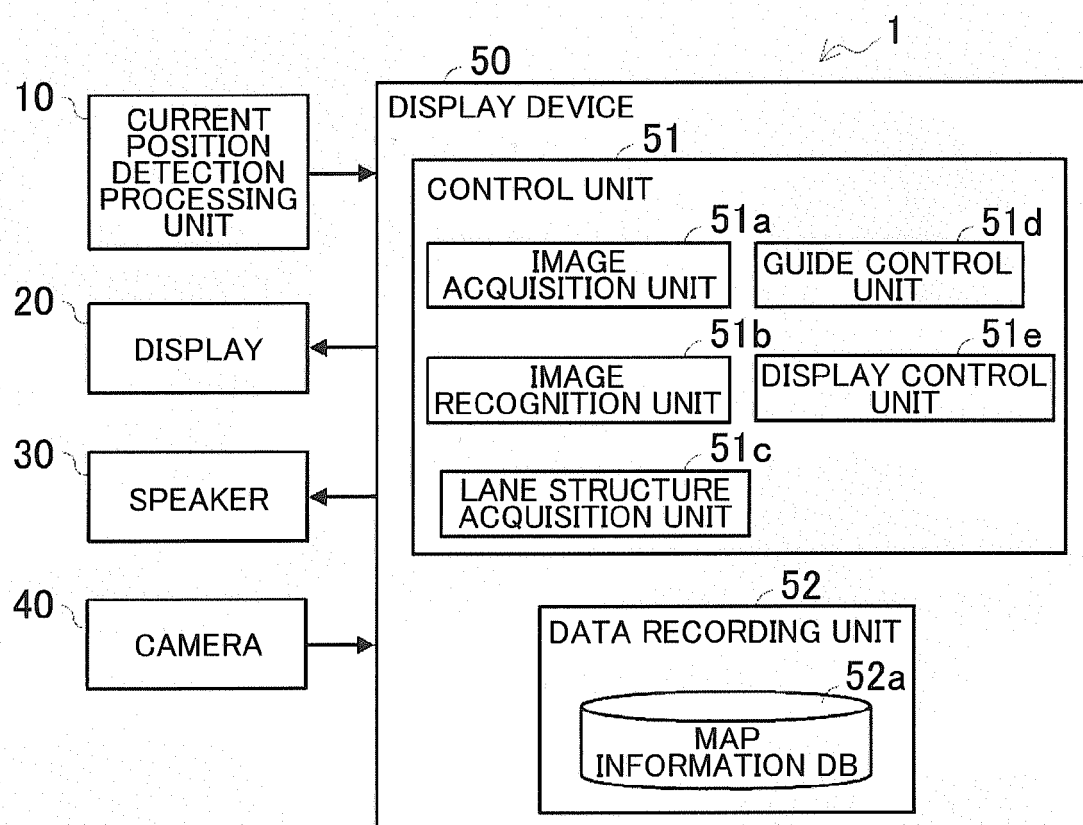 1
50
10
DISPLAY DEVICE
CURRENT
POSITION
DETECTION
PROCESSING
UNIT
51
CONTROL UNIT
51a
IMAGE
ACQUISITION UNIT
51d
GUIDE CONTROL
UNIT
20
DISPLAY
51b
IMAGE
RECOGNITION UNIT
51e
DISPLAY CONTROL
UNIT
30
SPEAKER
51c
LANE STRUCTURE
ACQUISITION UNIT
40
CAMERA
52
DATA RECORDING UNIT
52a
MAP
INFORMATION DB